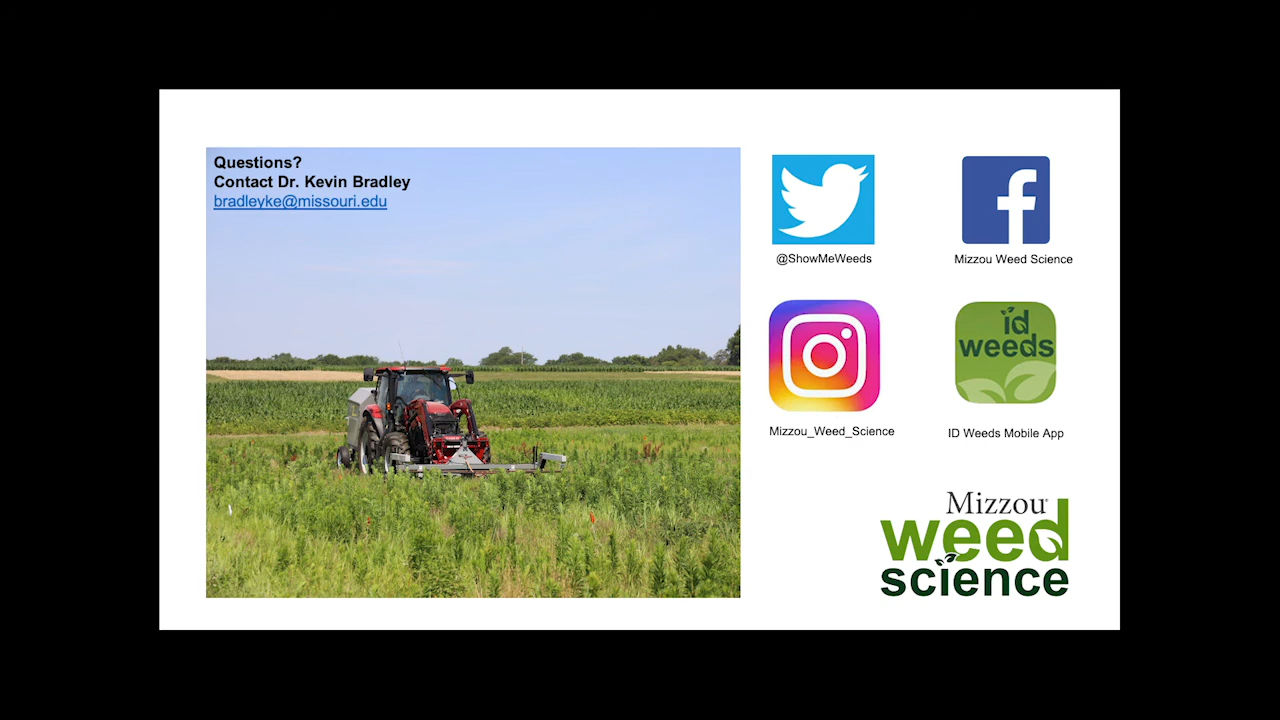 Questions?
Contact Dr. Kevin Bradley
bradleyke@missouri.edu
@ShowMeWeeds
Mizzou Weed Science
Mizzou_Weed_Science
id
weeds
ID Weeds Mobile App
Mizzou
weed
science